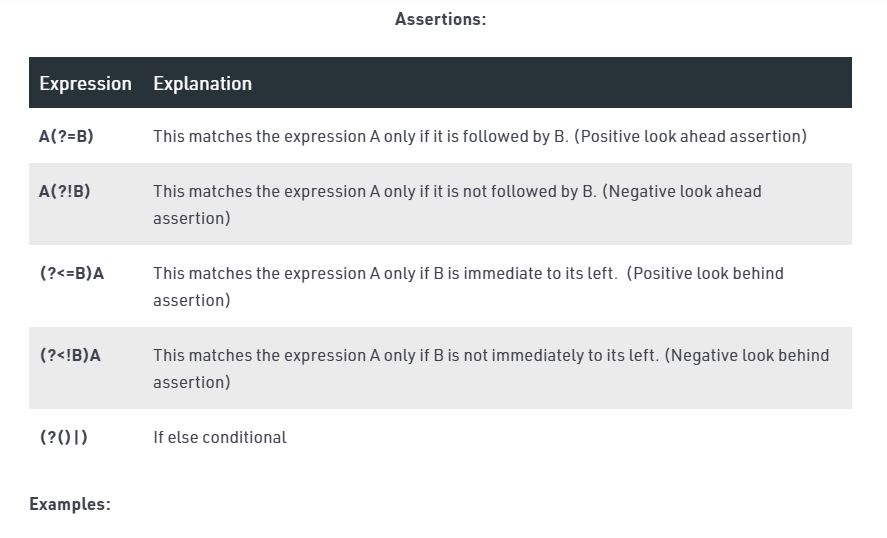 Assertions:
Expression Explanation
A(?=B) This matches the expression A only if it is followed by B. (Positive look ahead assertion)
A(?!B) This matches the expression A only if it is not followed by B. (Negative look ahead
assertion)
(?<=B)A This matches the expression A only if B is immediate to its left.  (Positive look behind
assertion)
(?<!B)A This matches the expression A only if B is not immediately to its left. (Negative look behind
assertion)
(?()|) If else conditional
Examples: